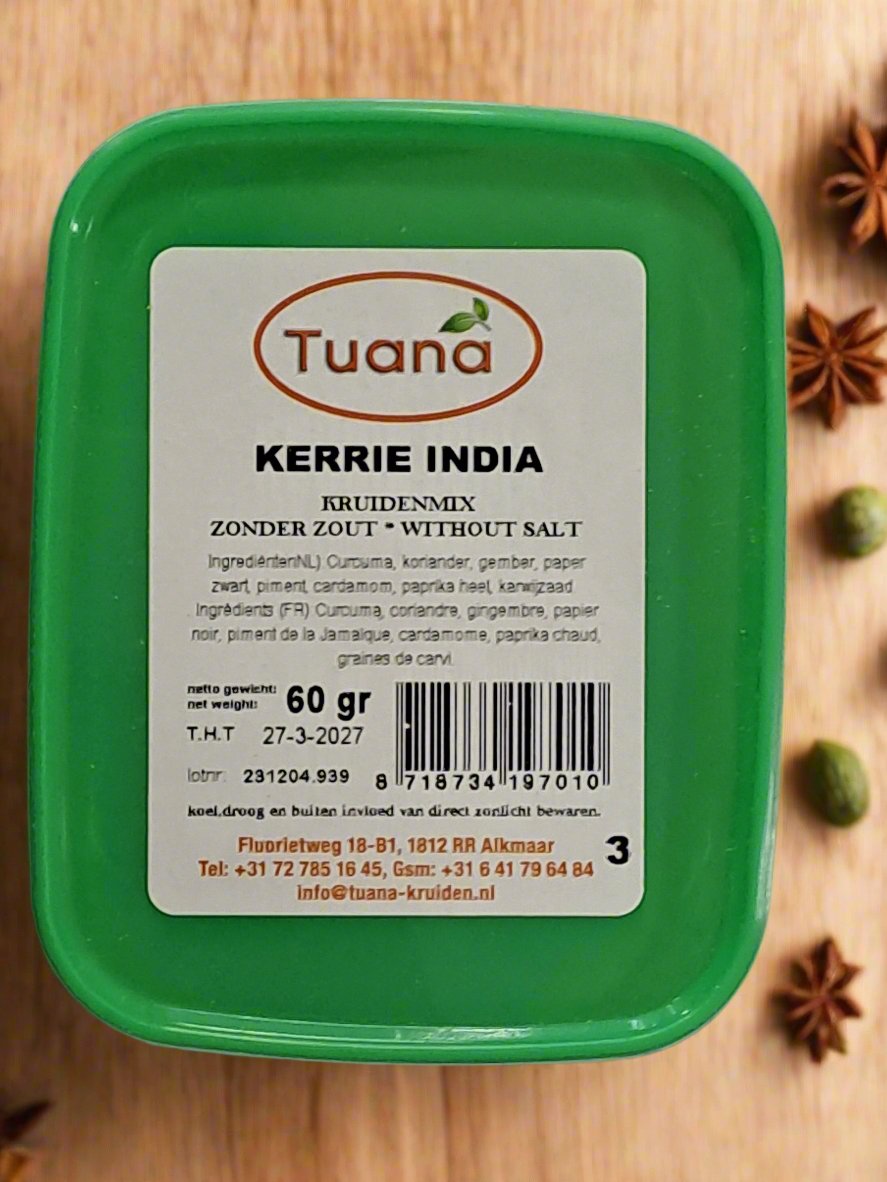 Tuana
KERRIE INDIA
KRUIDENMIX
ZONDER ZOUT * WITHOUT SALT
Ingrediënten(NL) Curcuma, koriander, gember, paper
zwart, piment, cardamom, paprika heel, karwijzaad
. Ingrédients (FR) Curcuma, coriandre, gingembre, papier
noir, piment de la Jamaïque, cardamome, paprika chaud,
graines de carvi
netto gewicht:
net weight: 60 gr
T.H.T 27-3-2027
lotnr: 231204.939
8 718734 197010
koel,droog en buiten invloed van direct zonlicht bewaren.
Fluorietweg 18-B1, 1812 RR Alkmaar
3
Tel: +31 72 785 16 45, Gsm: +31 6 41 79 64 84
info@tuana-kruiden.nl